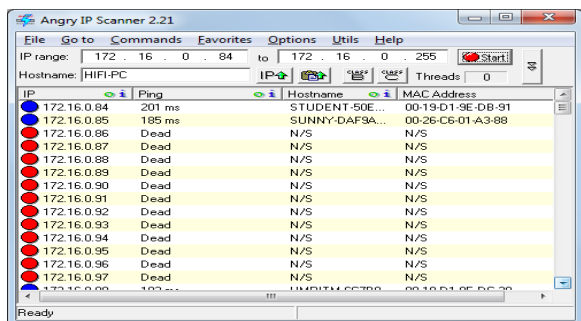 Angry IP Scanner 2.21
File Go to Commands Favorites Options Utils Help
IP range: 172 . 16 . 0 . 84 to 172 . 16 . 0 . 255 Start
Hostname: HIFI-PC IP Threads 0
IP Ping Hostname MAC Address
172.16.0.84 201 ms STUDENT-50E... 00-19-D1-9E-DB-91
172.16.0.85 185 ms SUNNY-DAF9A... 00-26-C6-01-A3-88
172.16.0.86 Dead N/S N/S
172.16.0.87 Dead N/S N/S
172.16.0.88 Dead N/S N/S
172.16.0.89 Dead N/S N/S
172.16.0.90 Dead N/S N/S
172.16.0.91 Dead N/S N/S
172.16.0.92 Dead N/S N/S
172.16.0.93 Dead N/S N/S
172.16.0.94 Dead N/S N/S
172.16.0.95 Dead N/S N/S
172.16.0.96 Dead N/S N/S
172.16.0.97 Dead N/S N/S
Ready